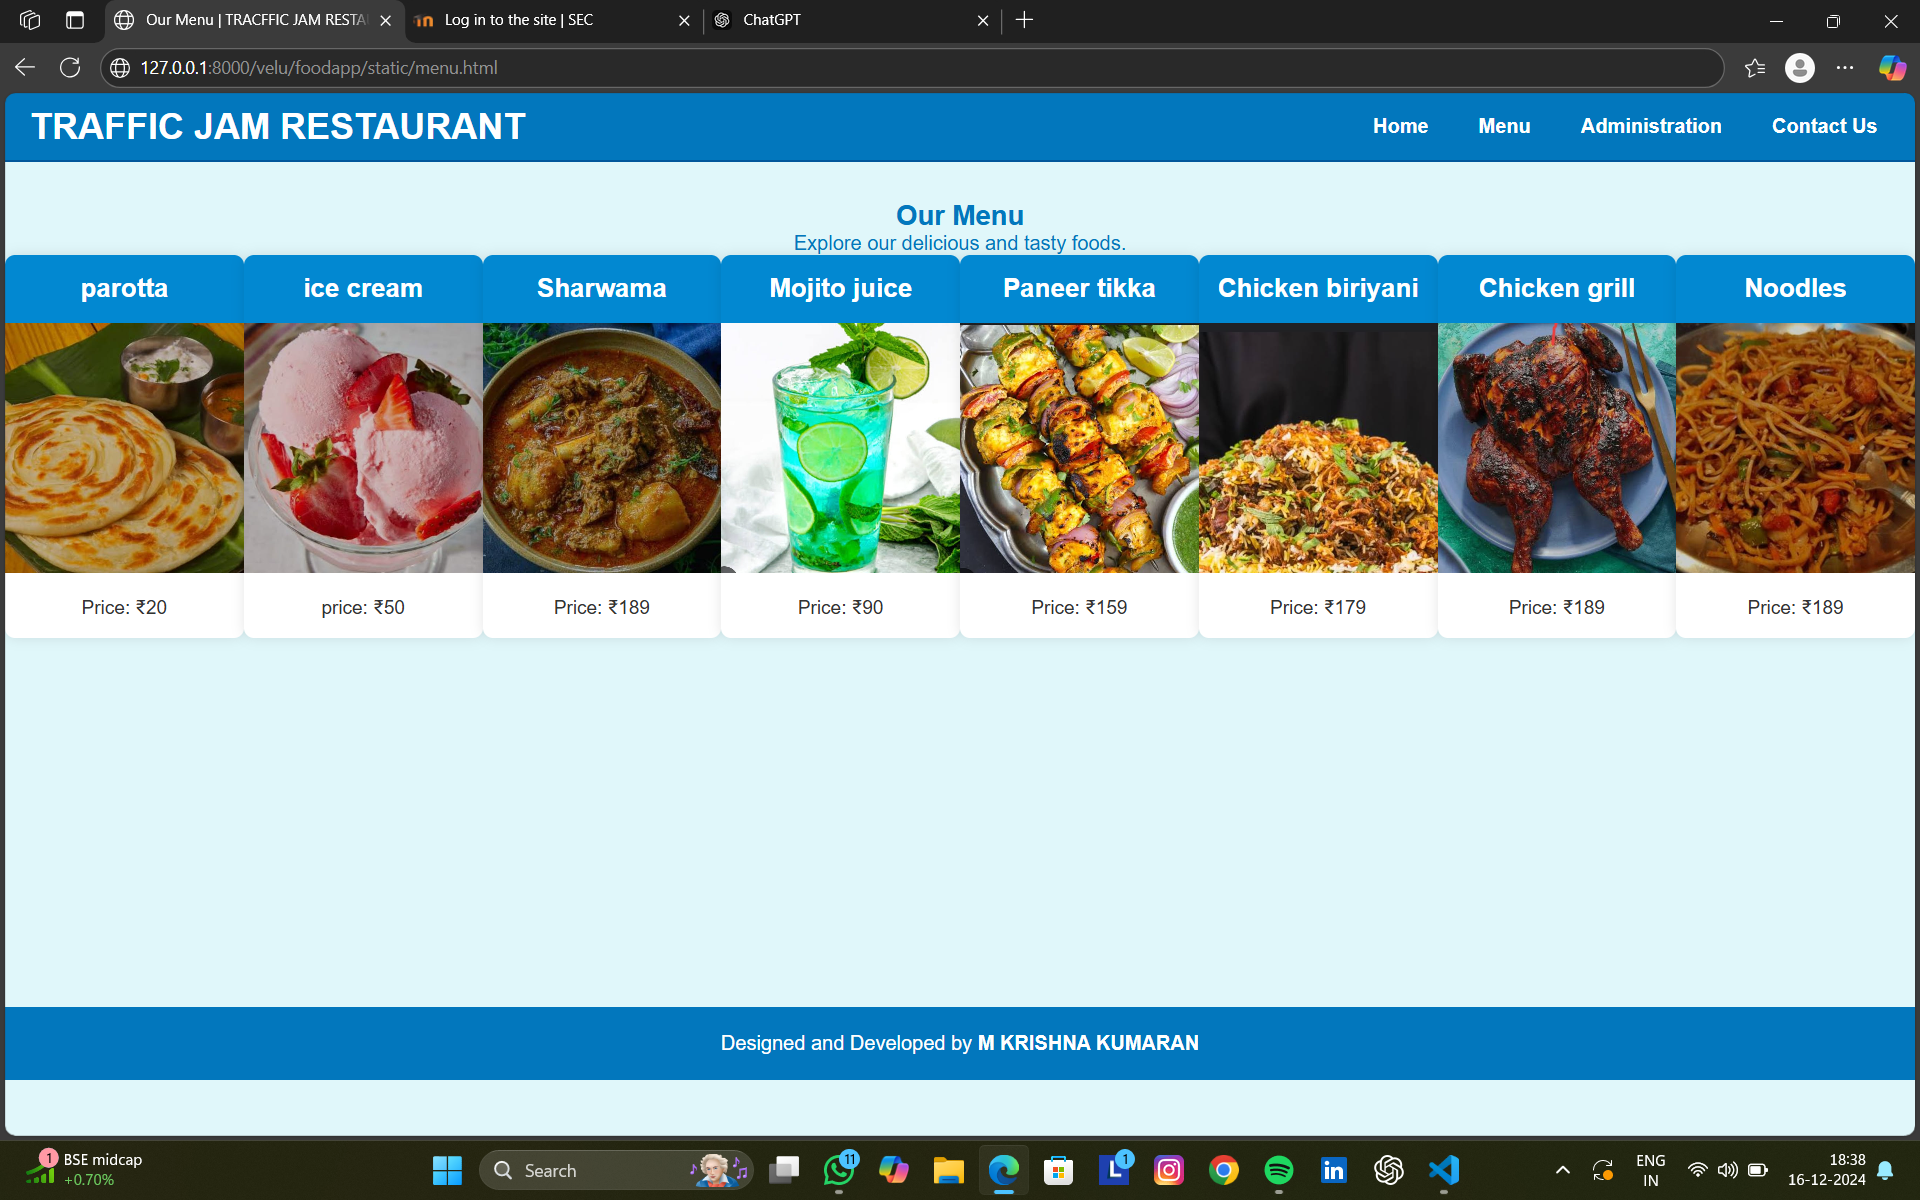 Our Menu | TRACFFIC JAM RESTA
Log in to the site | SEC
ChatGPT
127.0.0.1:8000/velu/foodapp/static/menu.html
TRAFFIC JAM RESTAURANT
Home Menu Administration Contact Us
Our Menu
Explore our delicious and tasty foods.
parotta ice cream Sharwama Mojito juice Paneer tikka Chicken biriyani Chicken grill Noodles
Price: ₹20 price: ₹50 Price: ₹189 Price: ₹90 Price: ₹159 Price: ₹179 Price: ₹189 Price: ₹189
Designed and Developed by M KRISHNA KUMARAN
1 BSE midcap
+0.70%
Search
11
L 1
in
ENG
IN
18:38
16-12-2024